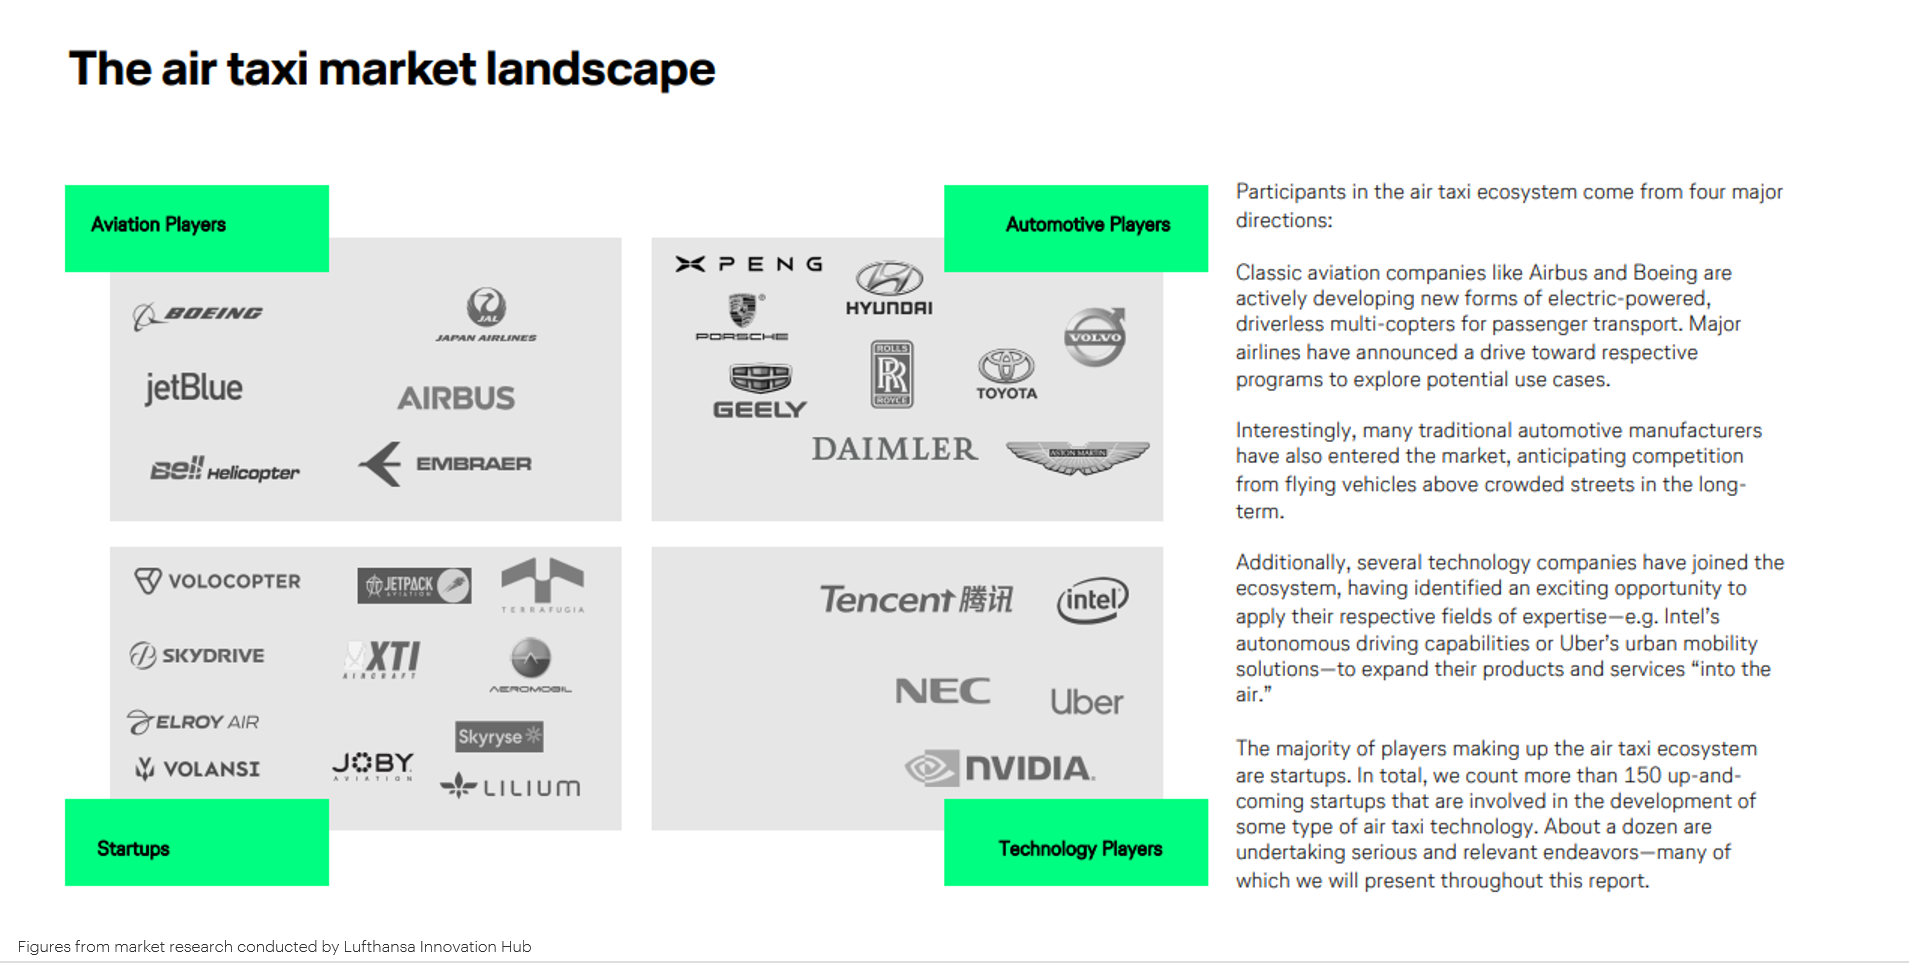 The air taxi market landscape
Aviation Players
BOEING
JAL
JAPAN AIRLINES
jetBlue
AIRBUS
Bell Helicopter
EMBRAER
Automotive Players
XPENG
HYUNDAI
PORSCHE
VOLVO
ROLLS
RR
ROYCE
TOYOTA
GEELY
DAIMLER
ASTON MARTIN
VOLOCOPTER
JETPACK
AVIATION
TERRAFUGIA
SKYDRIVE
XTI
AIRCRAFT
AEROMOBIL
ELROY AIR
Skyryse
VOLANSI
JOBY
AVIATION
LILIUM
Startups
Tencent 腾讯
intel
NEC
Uber
NVIDIA
Technology Players
Participants in the air taxi ecosystem come from four major
directions:
Classic aviation companies like Airbus and Boeing are
actively developing new forms of electric-powered,
driverless multi-copters for passenger transport. Major
airlines have announced a drive toward respective
programs to explore potential use cases.
Interestingly, many traditional automotive manufacturers
have also entered the market, anticipating competition
from flying vehicles above crowded streets in the long-
term.
Additionally, several technology companies have joined the
ecosystem, having identified an exciting opportunity to
apply their respective fields of expertise—e.g. Intel's
autonomous driving capabilities or Uber's urban mobility
solutions—to expand their products and services “into the
air.”
The majority of players making up the air taxi ecosystem
are startups. In total, we count more than 150 up-and-
coming startups that are involved in the development of
some type of air taxi technology. About a dozen are
undertaking serious and relevant endeavors—many of
which we will present throughout this report.
Figures from market research conducted by Lufthansa Innovation Hub